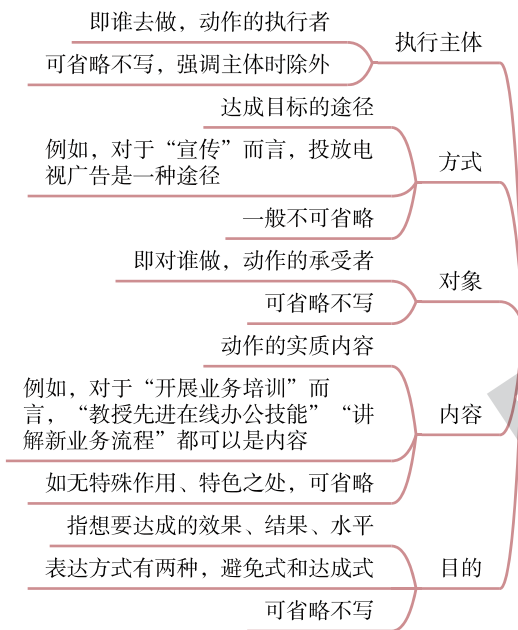 即谁去做，动作的执行者
执行主体
可省略不写，强调主体时除外
达成目标的途径
例如，对于“宣传”而言，投放电
视广告是一种途径
方式
一般不可省略
即对谁做，动作的承受者
对象
可省略不写
动作的实质内容
例如，对于“开展业务培训”而
言，“教授先进在线办公技能”“讲
解新业务流程”都可以是内容
内容
如无特殊作用、特色之处，可省略
指想要达成的效果、结果、水平
表达方式有两种，避免式和达成式
目的
可省略不写